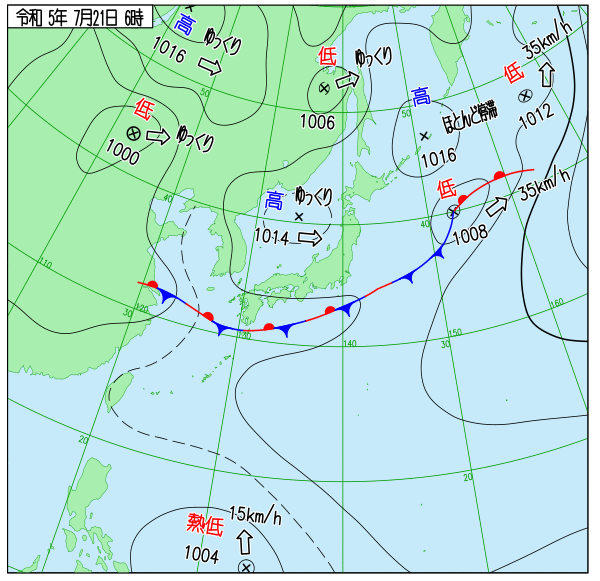 令和 5年 7月21日 6時
高 ゆっくり
1016
50
低 ゆっくり
1006
低 ゆっくり
1000
高 ほとんど停滞
1016
50
低 35km/h
1012
40
高 ゆっくり
1014
低 35km/h
1008
40
110
120
30
130
140
30
150
160
20
20
熱低 15km/h
1004